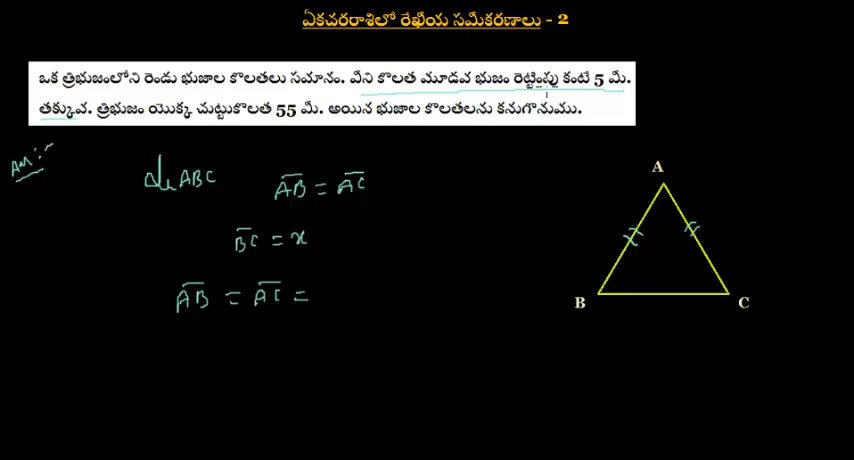 ఏకచరరాశిలో రేఖీయ సమీకరణాలు - 2
ఒక త్రిభుజంలోని రెండు భుజాల కొలతలు సమానం. వీని కొలత మూడవ భుజం రెట్టింపు కంటే 5 మీ.
తక్కువ. త్రిభుజం యొక్క చుట్టుకొలత 55 మీ. అయిన భుజాల కొలతలను కనుగొనుము.
Ans:-
ΔABC AB = AC
BC = x
AB = AC =
A
B C